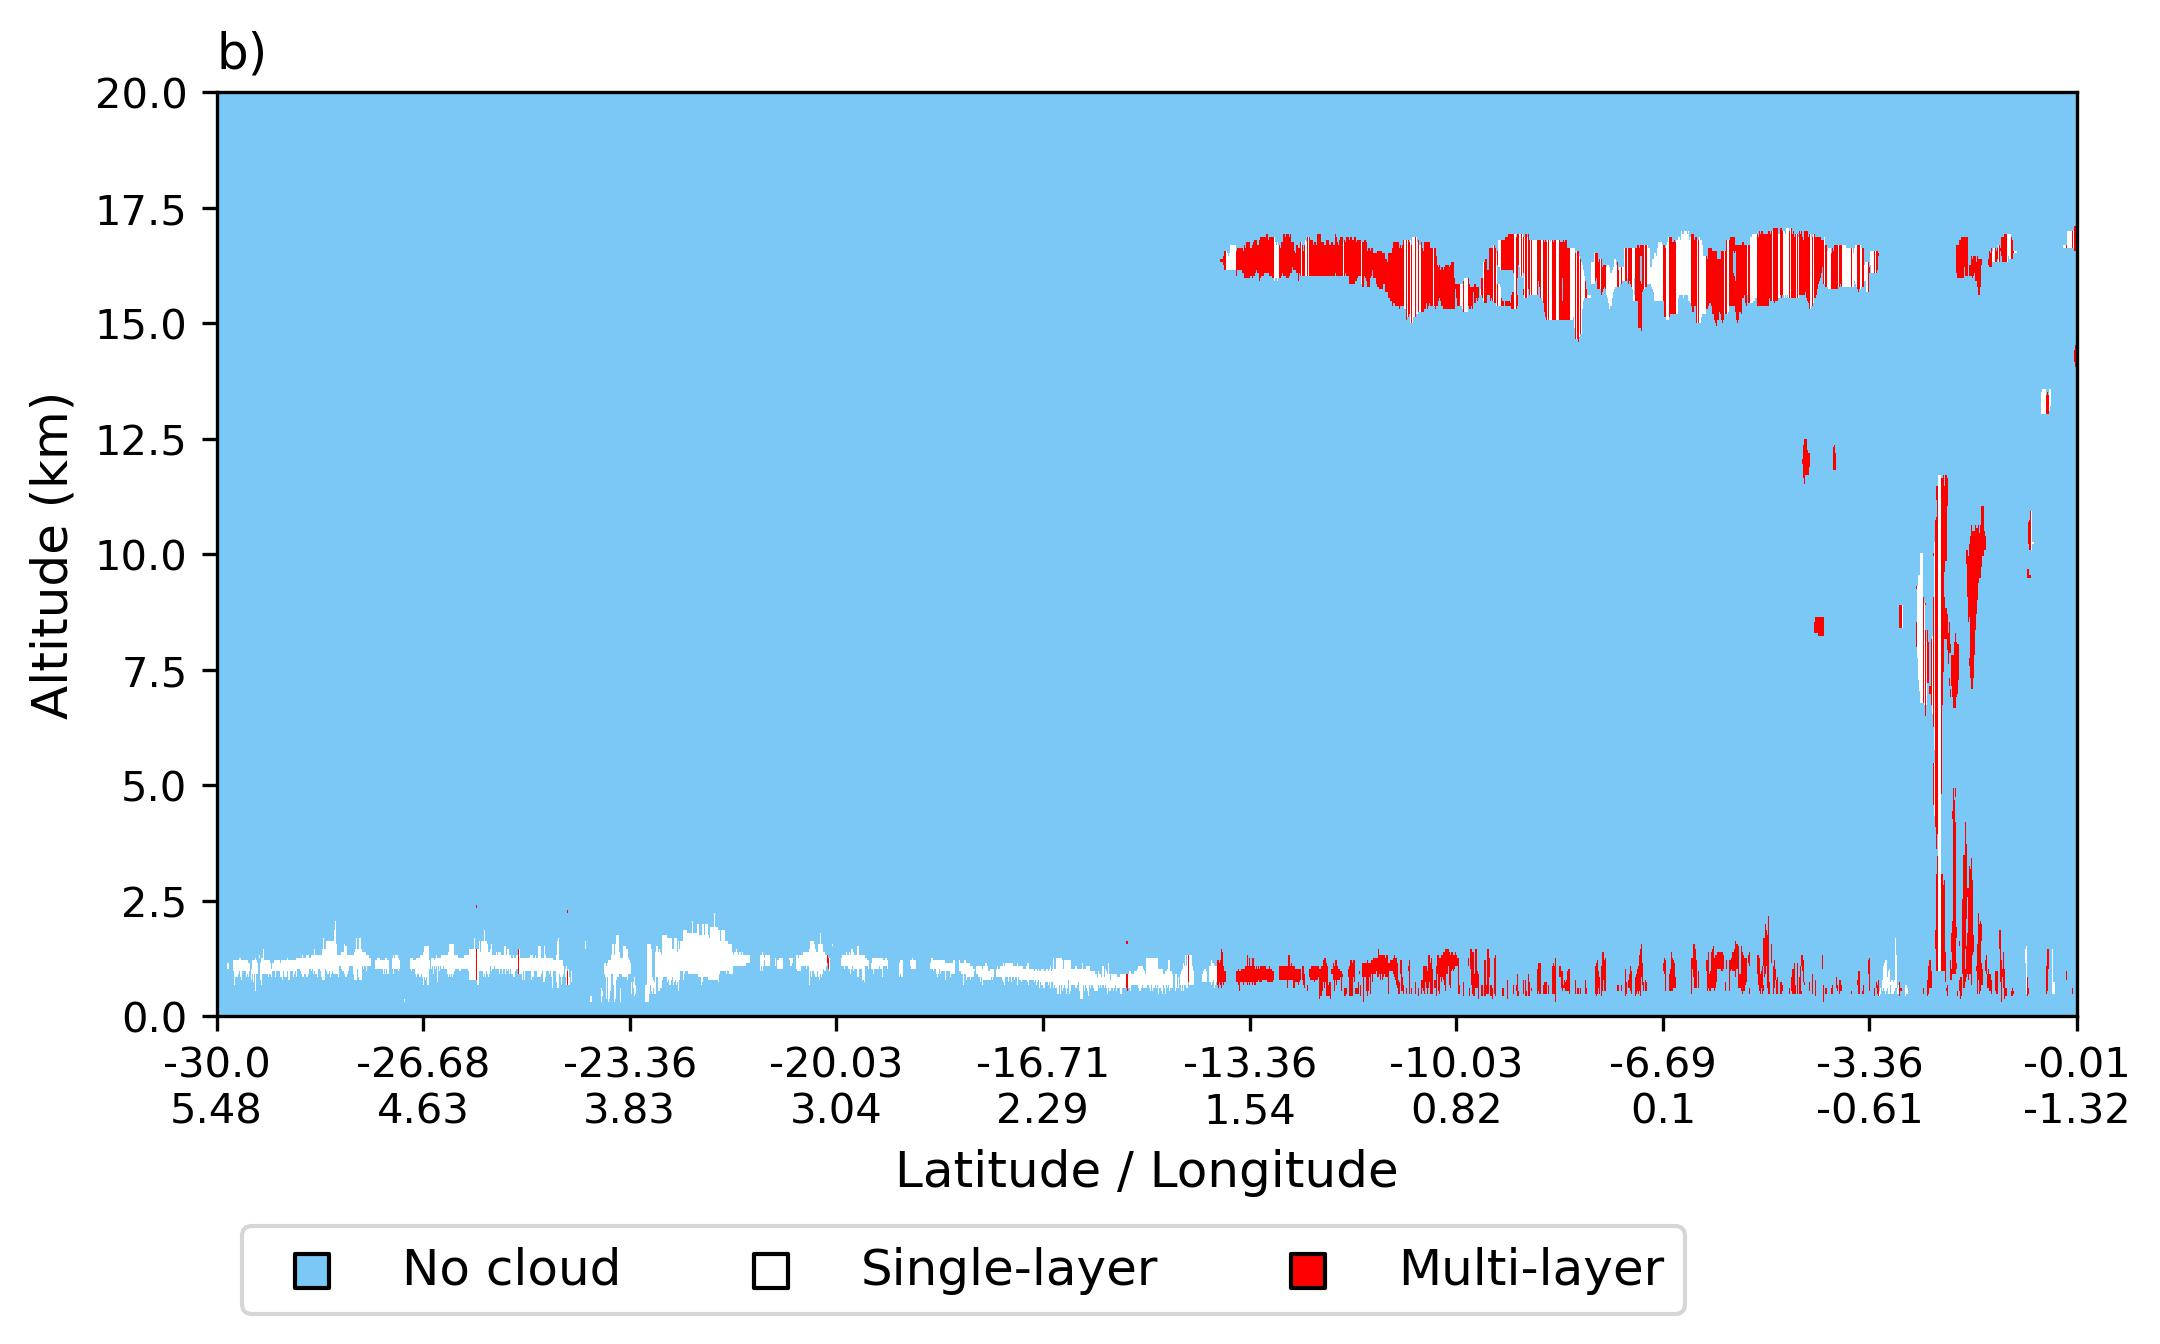 b)
20.0
17.5
15.0
12.5
10.0
7.5
5.0
2.5
0.0
Altitude (km)
-30.0 -26.68 -23.36 -20.03 -16.71 -13.36 -10.03 -6.69 -3.36 -0.01
5.48 4.63 3.83 3.04 2.29 1.54 0.82 0.1 -0.61 -1.32
Latitude / Longitude
No cloud Single-layer Multi-layer